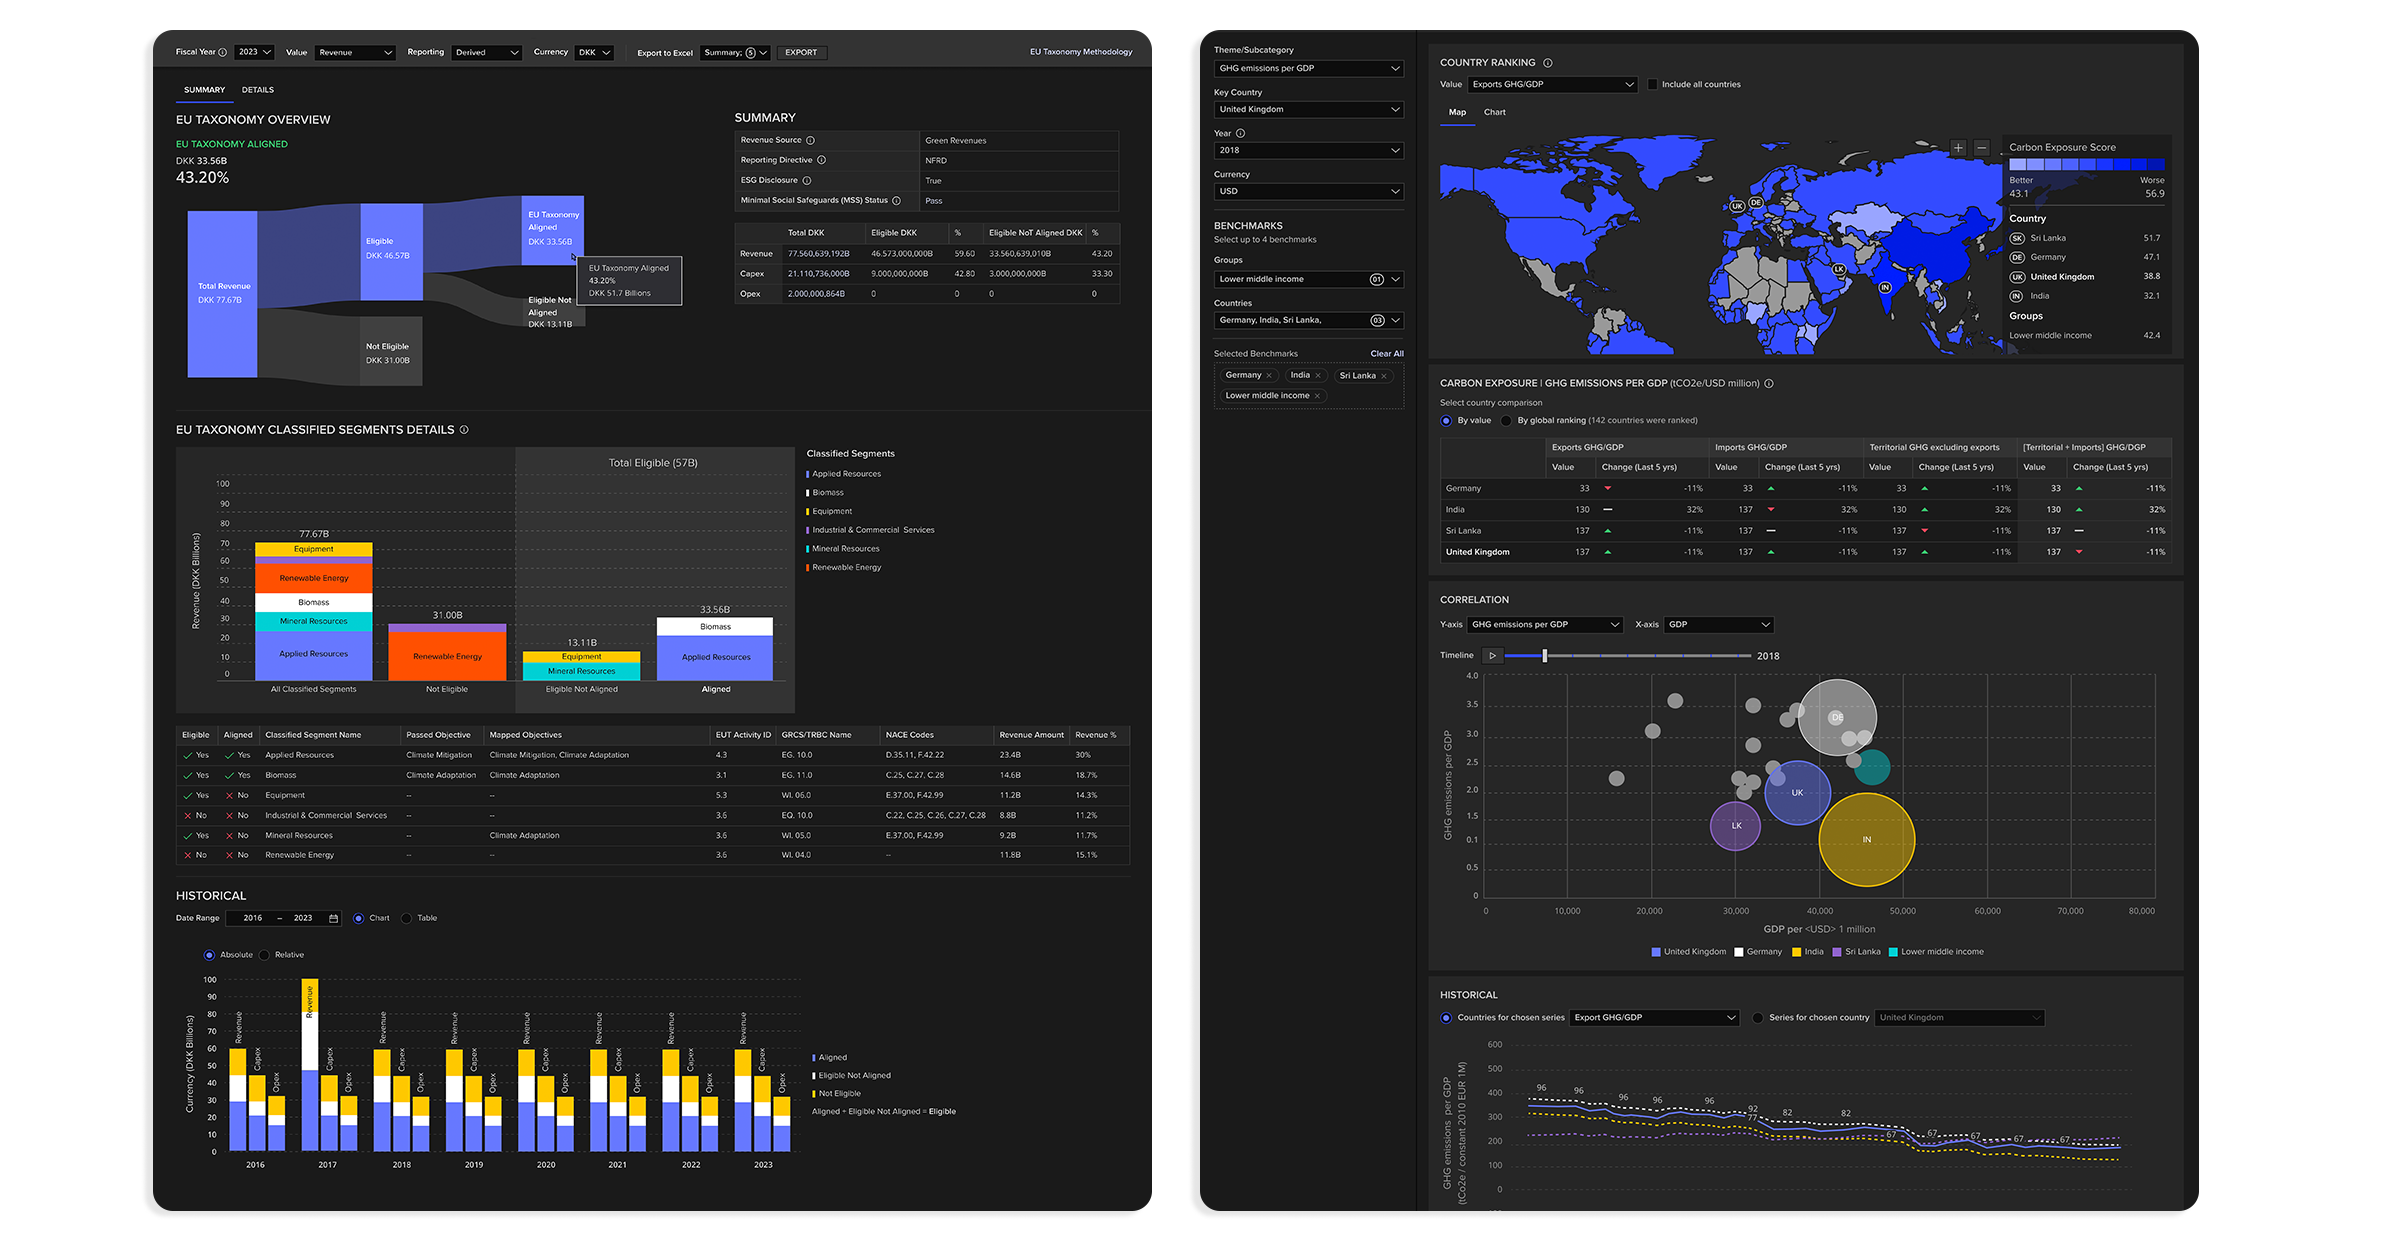 Fiscal Year 2023 Value Revenue Reporting Derived Currency DKK Export to Excel Summary; 5 EXPORT EU Taxonomy Methodology
SUMMARY DETAILS
EU TAXONOMY OVERVIEW
EU TAXONOMY ALIGNED
DKK 33.56B
43.20%
Total Revenue
DKK 77.67B
Eligible
DKK 46.57B
Not Eligible
DKK 31.00B
EU Taxonomy
Aligned
DKK 33.56B
Eligible Not
Aligned
DKK 13.11B
EU Taxonomy Aligned
43.20%
DKK 51.7 Billions
SUMMARY
Revenue Source Green Revenues
Reporting Directive NFRD
ESG Disclosure True
Minimal Social Safeguards (MSS) Status Pass
Total DKK Eligible DKK % Eligible NoT Aligned DKK %
Revenue 77.560,639,192B 46.573,000,000B 59.60 33.560,639,010B 43.20
Capex 21.110,736,000B 9.000,000,000B 42.80 3.000,000,000B 33.30
Opex 2.000,000,864B 0 0 0 0
EU TAXONOMY CLASSIFIED SEGMENTS DETAILS
Total Eligible (57B)
Revenue (DKK Billions)
100
90
80
70
60
50
40
30
20
10
0
77.67B
Equipment
Renewable Energy
Biomass
Mineral Resources
Applied Resources
31.00B
Renewable Energy
13.11B
Equipment
Mineral Resources
33.56B
Biomass
Applied Resources
All Classified Segments Not Eligible Eligible Not Aligned Aligned
Classified Segments
Applied Resources
Biomass
Equipment
Industrial & Commercial Services
Mineral Resources
Renewable Energy
Eligible Aligned Classified Segment Name Passed Objective Mapped Objectives EUT Activity ID GRCS/TRBC Name NACE Codes Revenue Amount Revenue %
Yes Yes Applied Resources Climate Mitigation Climate Mitigation, Climate Adaptation 4.3 EG. 10.0 D.35.11, F.42.22 23.4B 30%
Yes Yes Biomass Climate Adaptation Climate Adaptation 3.1 EG. 11.0 C.25, C.27, C.28 14.6B 18.7%
Yes No Equipment -- -- 5.3 WI. 06.0 E.37.00, F.42.99 11.2B 14.3%
No No Industrial & Commercial Services -- -- 3.6 EQ. 10.0 C.22, C.25, C.26, C.27, C.28 8.8B 11.2%
Yes No Mineral Resources -- Climate Adaptation 3.6 WI. 05.0 E.37.00, F.42.99 9.2B 11.7%
No No Renewable Energy -- -- 3.6 WI. 04.0 -- 11.8B 15.1%
HISTORICAL
Date Range 2016 – 2023 Chart Table
Absolute Relative
Currency (DKK Billions)
100
90
80
70
60
50
40
30
20
10
0
Revenue Capex Opex
Revenue Capex Opex
Revenue Capex Opex
Revenue Capex Opex
Revenue Capex Opex
Revenue Capex Opex
Revenue Capex Opex
Revenue Capex Opex
2016 2017 2018 2019 2020 2021 2022 2023
Aligned
Eligible Not Aligned
Not Eligible
Aligned + Eligible Not Aligned = Eligible
Theme/Subcategory
GHG emissions per GDP
Key Country
United Kingdom
Year
2018
Currency
USD
BENCHMARKS
Select up to 4 benchmarks
Groups
Lower middle income 01
Countries
Germany, India, Sri Lanka, 03
Selected Benchmarks Clear All
Germany × India × Sri Lanka ×
Lower middle income ×
COUNTRY RANKING
Value Exports GHG/GDP Include all countries
Map Chart
UK
DE
LK
IN
+ −
Carbon Exposure Score
Better Worse
43.1 56.9
Country
SK Sri Lanka 51.7
DE Germany 47.1
UK United Kingdom 38.8
IN India 32.1
Groups
Lower middle income 42.4
CARBON EXPOSURE | GHG EMISSIONS PER GDP (tCO2e/USD million)
Select country comparison
By value By global ranking (142 countries were ranked)
Exports GHG/GDP Imports GHG/GDP Territorial GHG excluding exports [Territorial + Imports] GHG/DGP
Value Change (Last 5 yrs) Value Change (Last 5 yrs) Value Change (Last 5 yrs) Value Change (Last 5 yrs)
Germany 33 -11% 33 -11% 33 -11% 33 -11%
India 130 32% 137 32% 130 32% 130 32%
Sri Lanka 137 -11% 137 -11% 137 -11% 137 -11%
United Kingdom 137 -11% 137 -11% 137 -11% 137 -11%
CORRELATION
Y-axis GHG emissions per GDP X-axis GDP
Timeline 2018
GHG emissions per GDP
4.0
3.5
3.0
2.5
2.0
1.5
0.1
0.5
0
DE
UK
LK
IN
0 10,000 20,000 30,000 40,000 50,000 60,000 70,000 80,000
GDP per <USD> 1 million
United Kingdom Germany India Sri Lanka Lower middle income
HISTORICAL
Countries for chosen series Export GHG/GDP Series for chosen country United Kingdom
GHG emissions per GDP
(tCo2e / constant 2010 EUR 1M)
600
500
400
300
200
100
0
96 96 96 96 96 92 77 82 82 67 67 67 67 67